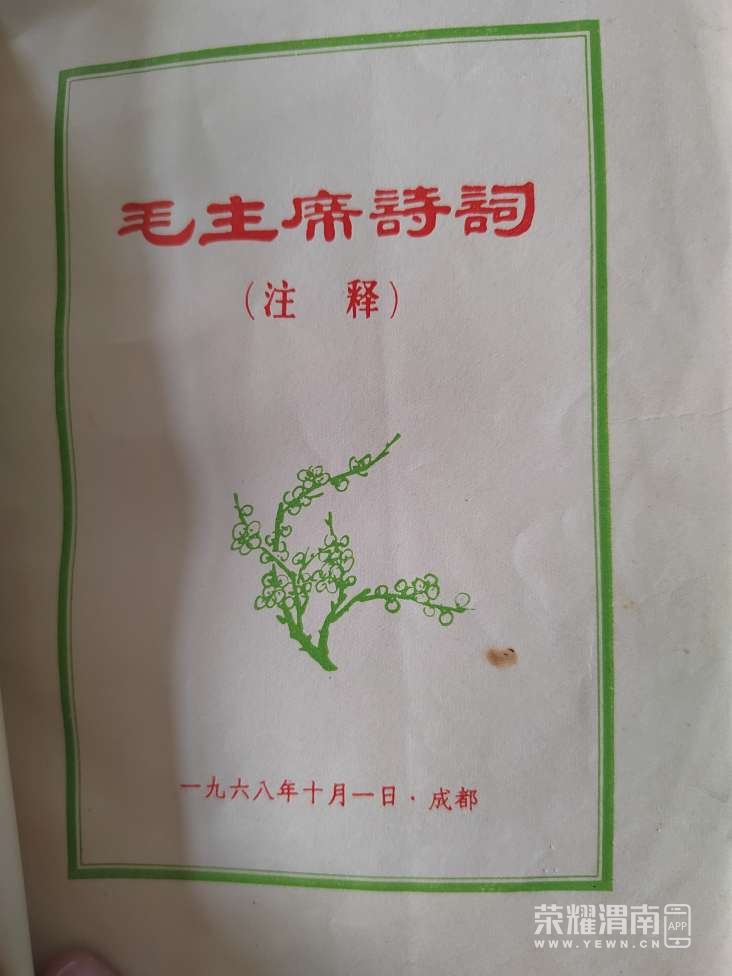 毛主席詩詞
（注 释）
一九六八年十月一日·成都
荣耀渭南 APP
WWW.YEWN.CN